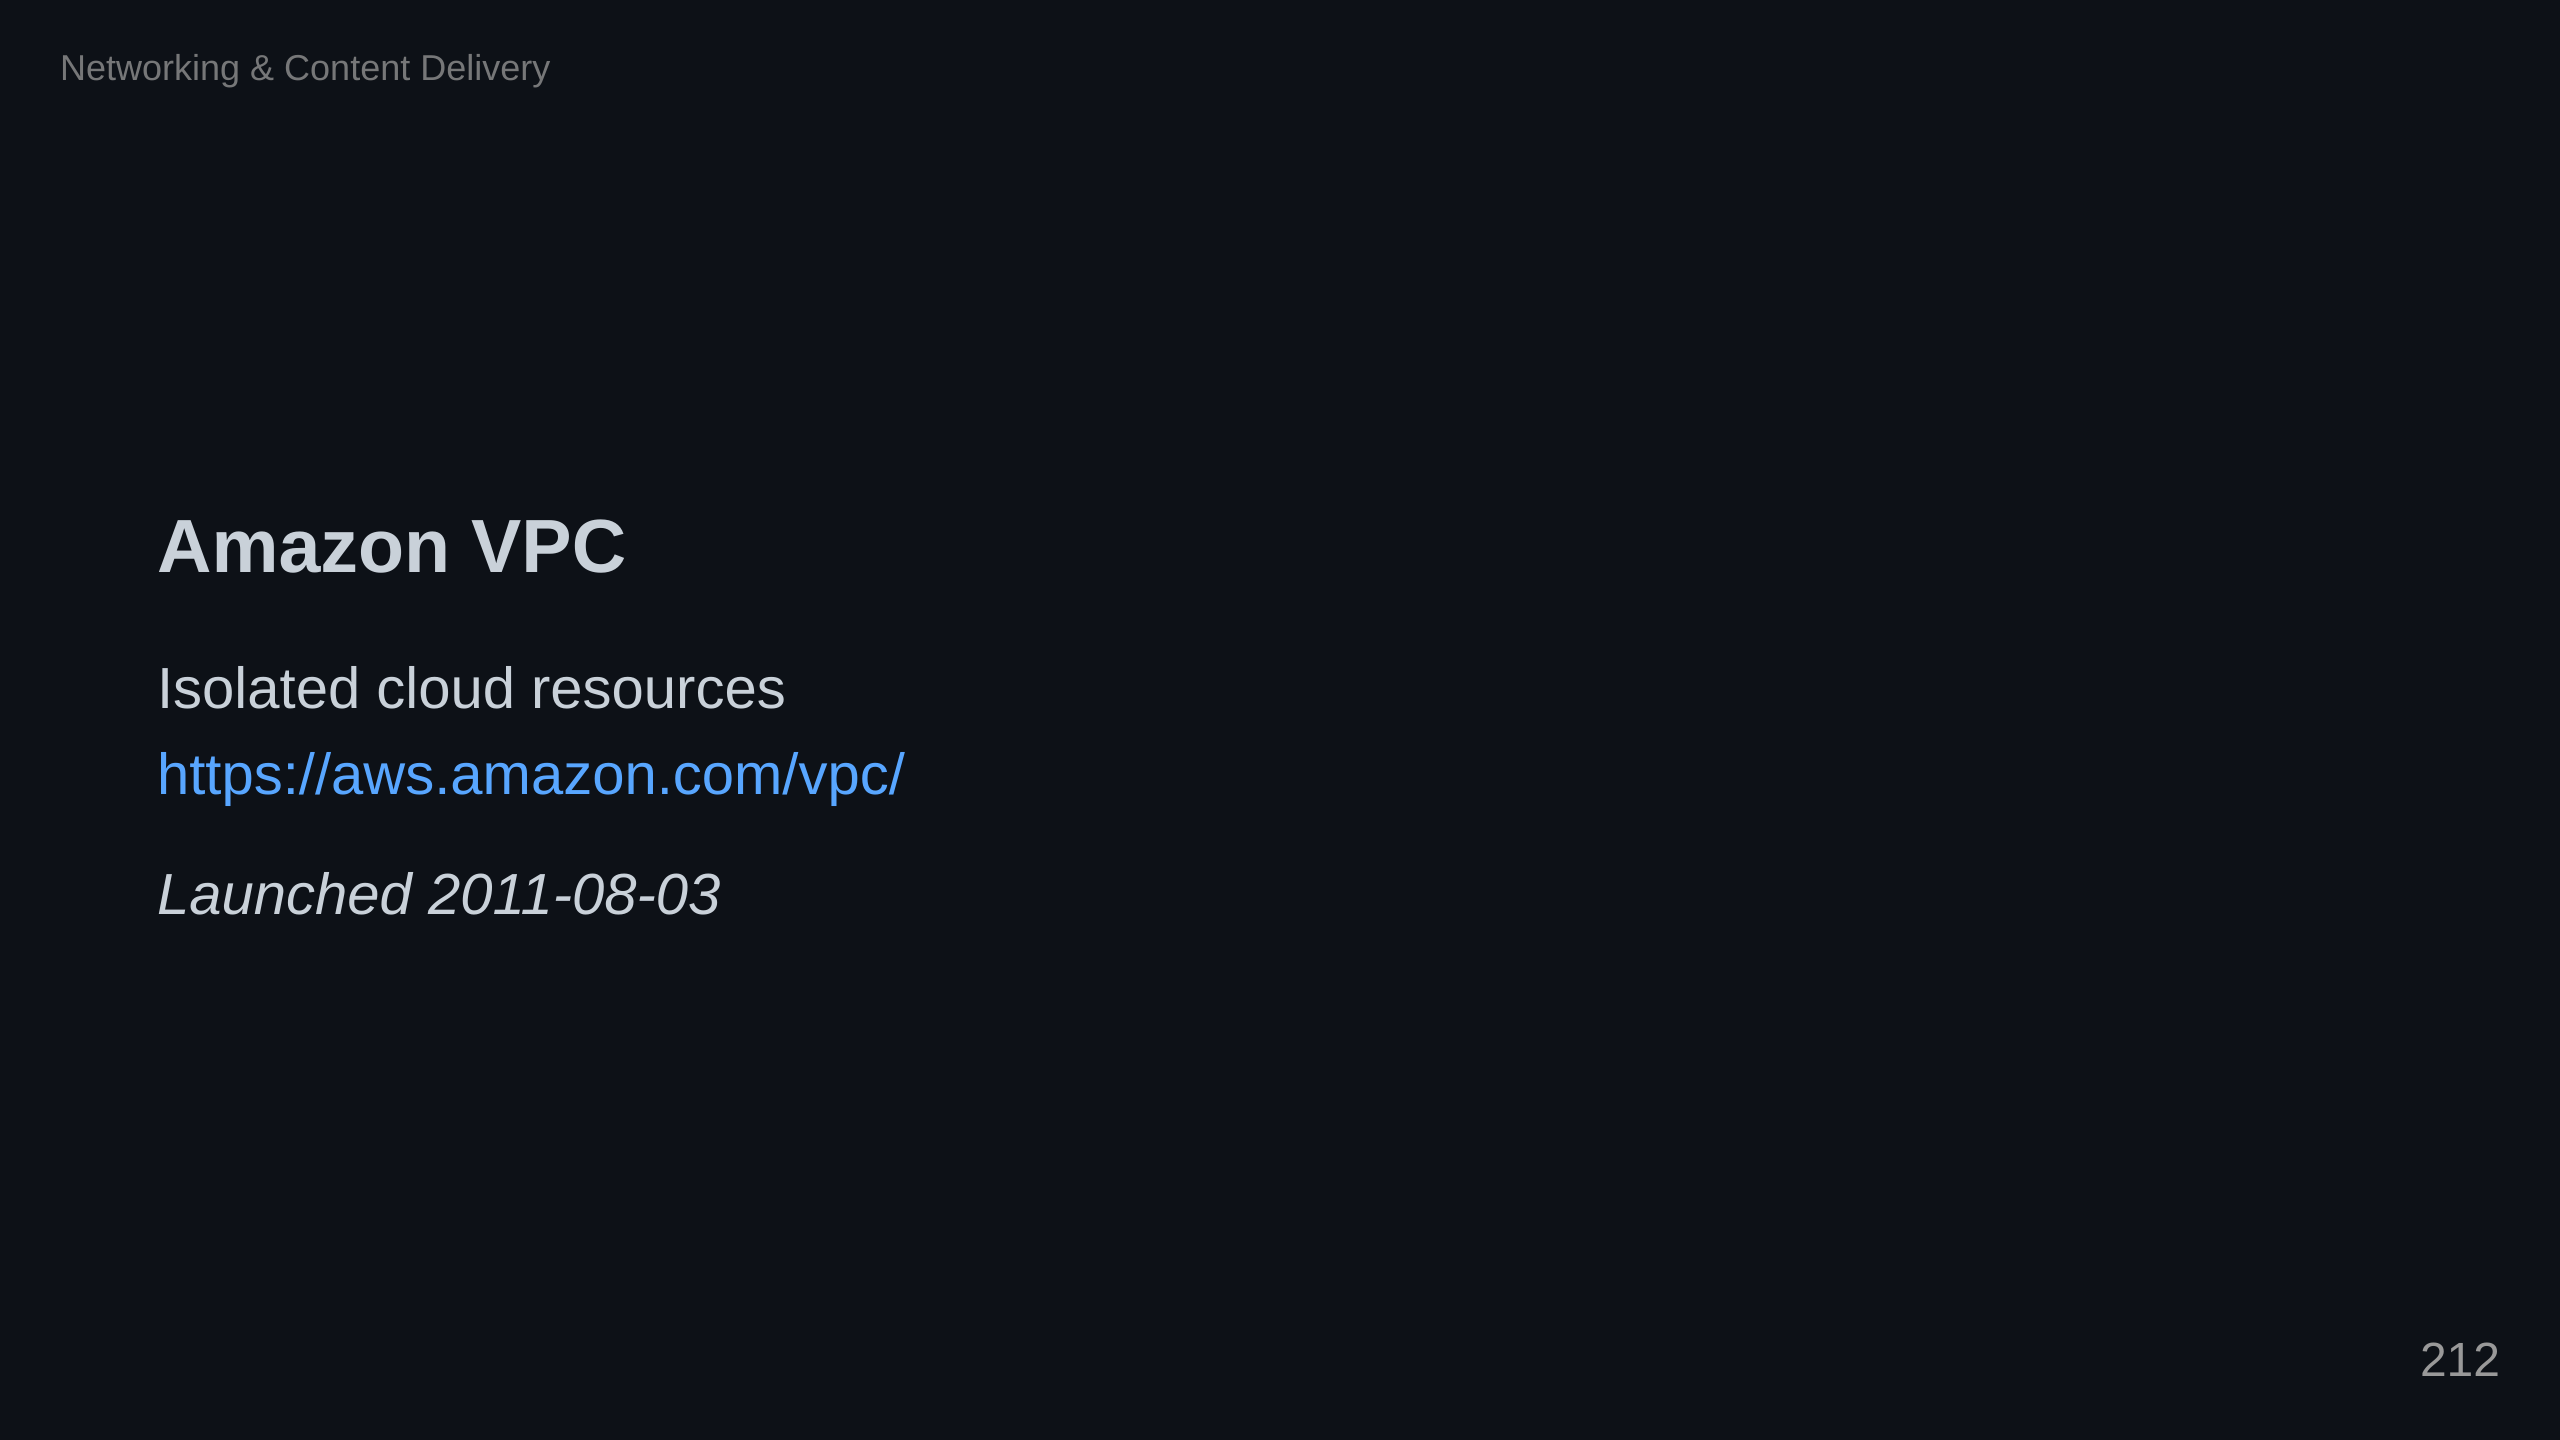 Networking & Content Delivery
Amazon VPC
Isolated cloud resources
https://aws.amazon.com/vpc/
Launched 2011-08-03
212